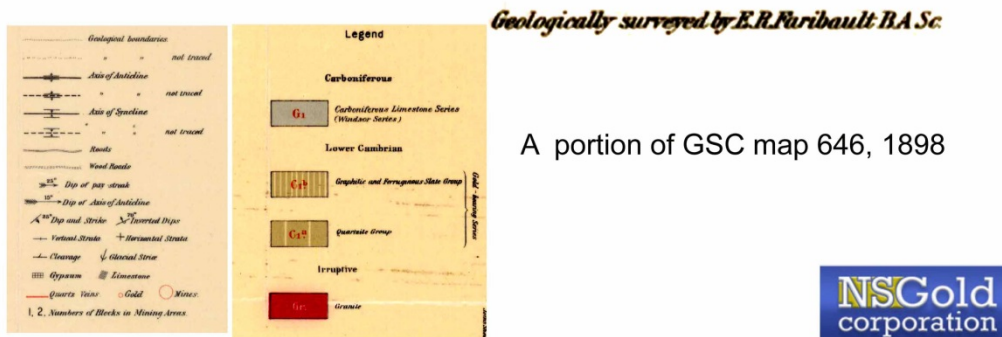 Geologically surveyed by E.R. Faribault B.A.Sc.
Geological boundaries
" " not traced
Axis of Anticline
" " not traced
Axis of Syncline
" " not traced
Roads
Wood Roads
Dip of pay streak
10° Dip of Axis of Anticline
Dip and Strike Inverted Dips
Vertical Strata Horizontal Strata
Cleavage Glacial Striæ
Gypsum Limestone
Quartz Veins Gold Mines
1, 2, Numbers of Blocks in Mining Areas.
Legend
Carboniferous
G1 Carboniferous Limestone Series
(Windsor Series)
Lower Cambrian
Graphitic and Ferruginous Slate Group
Quartzite Group
Gold-bearing Series
Irruptive
Gr. Granite
A portion of GSC map 646, 1898
NSGold
corporation